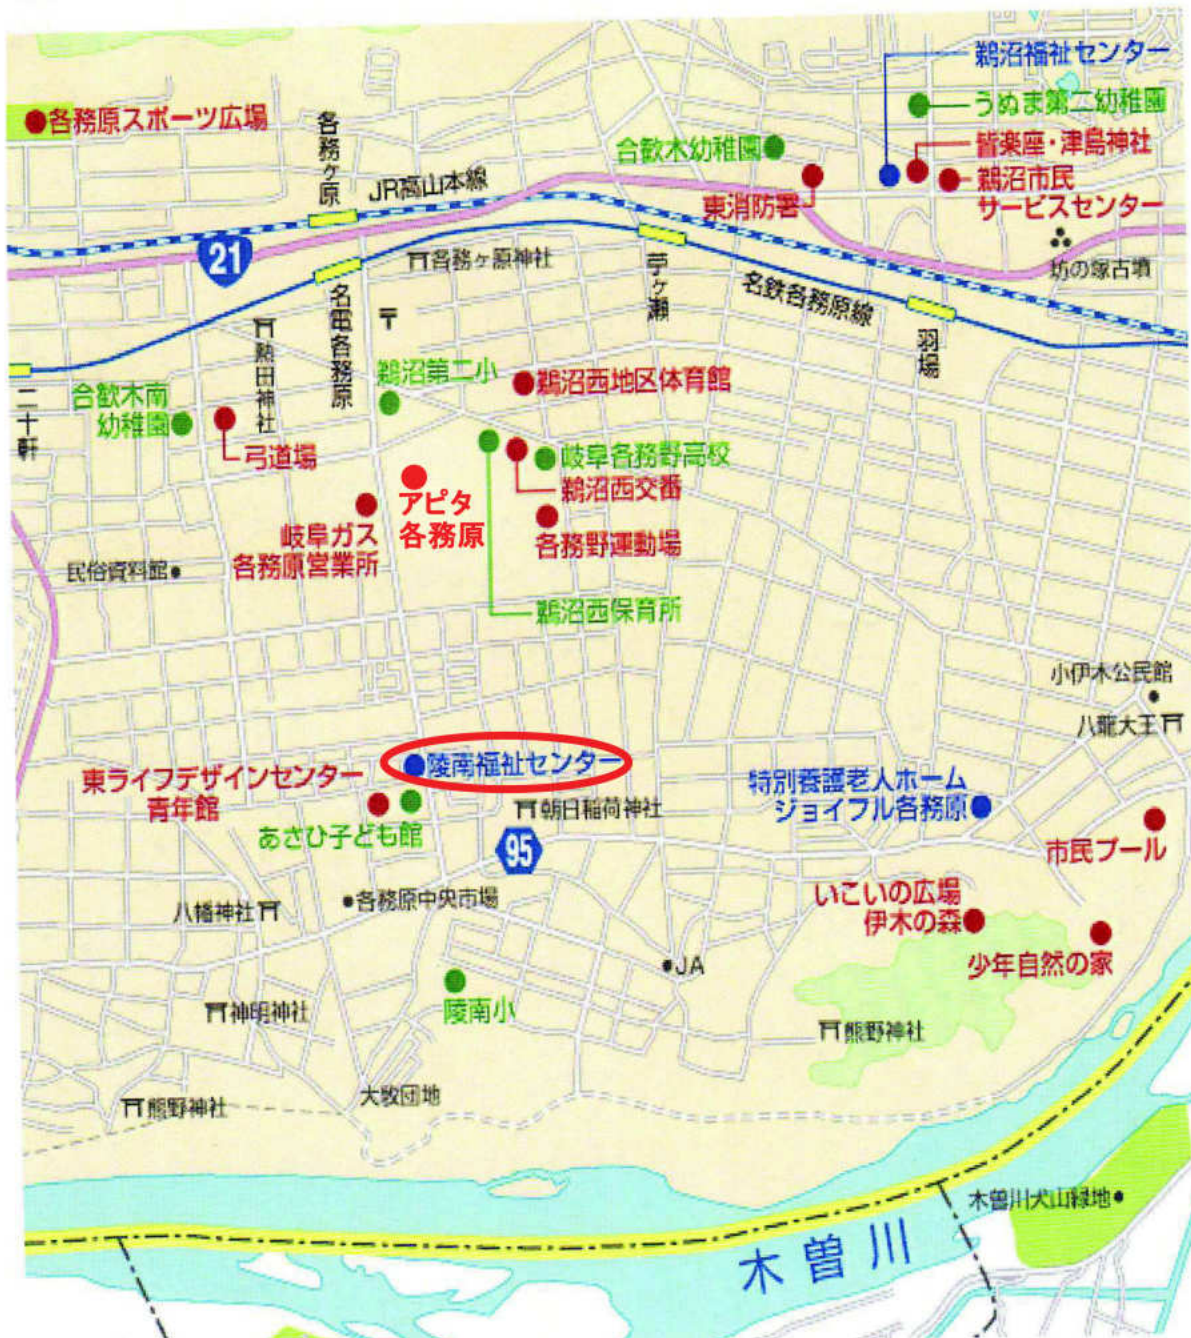 鵜沼福祉センター
うぬま第二幼稚園
皆楽座・津島神社
鵜沼市民
サービスセンター
各務原スポーツ広場
各務ヶ原
JR高山本線
合歓木幼稚園
東消防署
坊の塚古墳
21
各務ヶ原神社
苧ヶ瀬
名鉄各務原線
羽場
名電各務原
〒
熱田神社
二十軒
鵜沼第二小
鵜沼西地区体育館
合歓木南
幼稚園
弓道場
岐阜各務野高校
鵜沼西交番
アピタ
各務原
岐阜ガス
各務原営業所
各務野運動場
民俗資料館
鵜沼西保育所
小伊木公民館
八龍大王
陵南福祉センター
東ライフデザインセンター
青年館
あさひ子ども館
朝日稲荷神社
95
特別養護老人ホーム
ジョイフル各務原
市民プール
いこいの広場
伊木の森
少年自然の家
八幡神社
各務原中央市場
JA
陵南小
神明神社
熊野神社
大牧団地
熊野神社
木曽川犬山緑地
木曽川